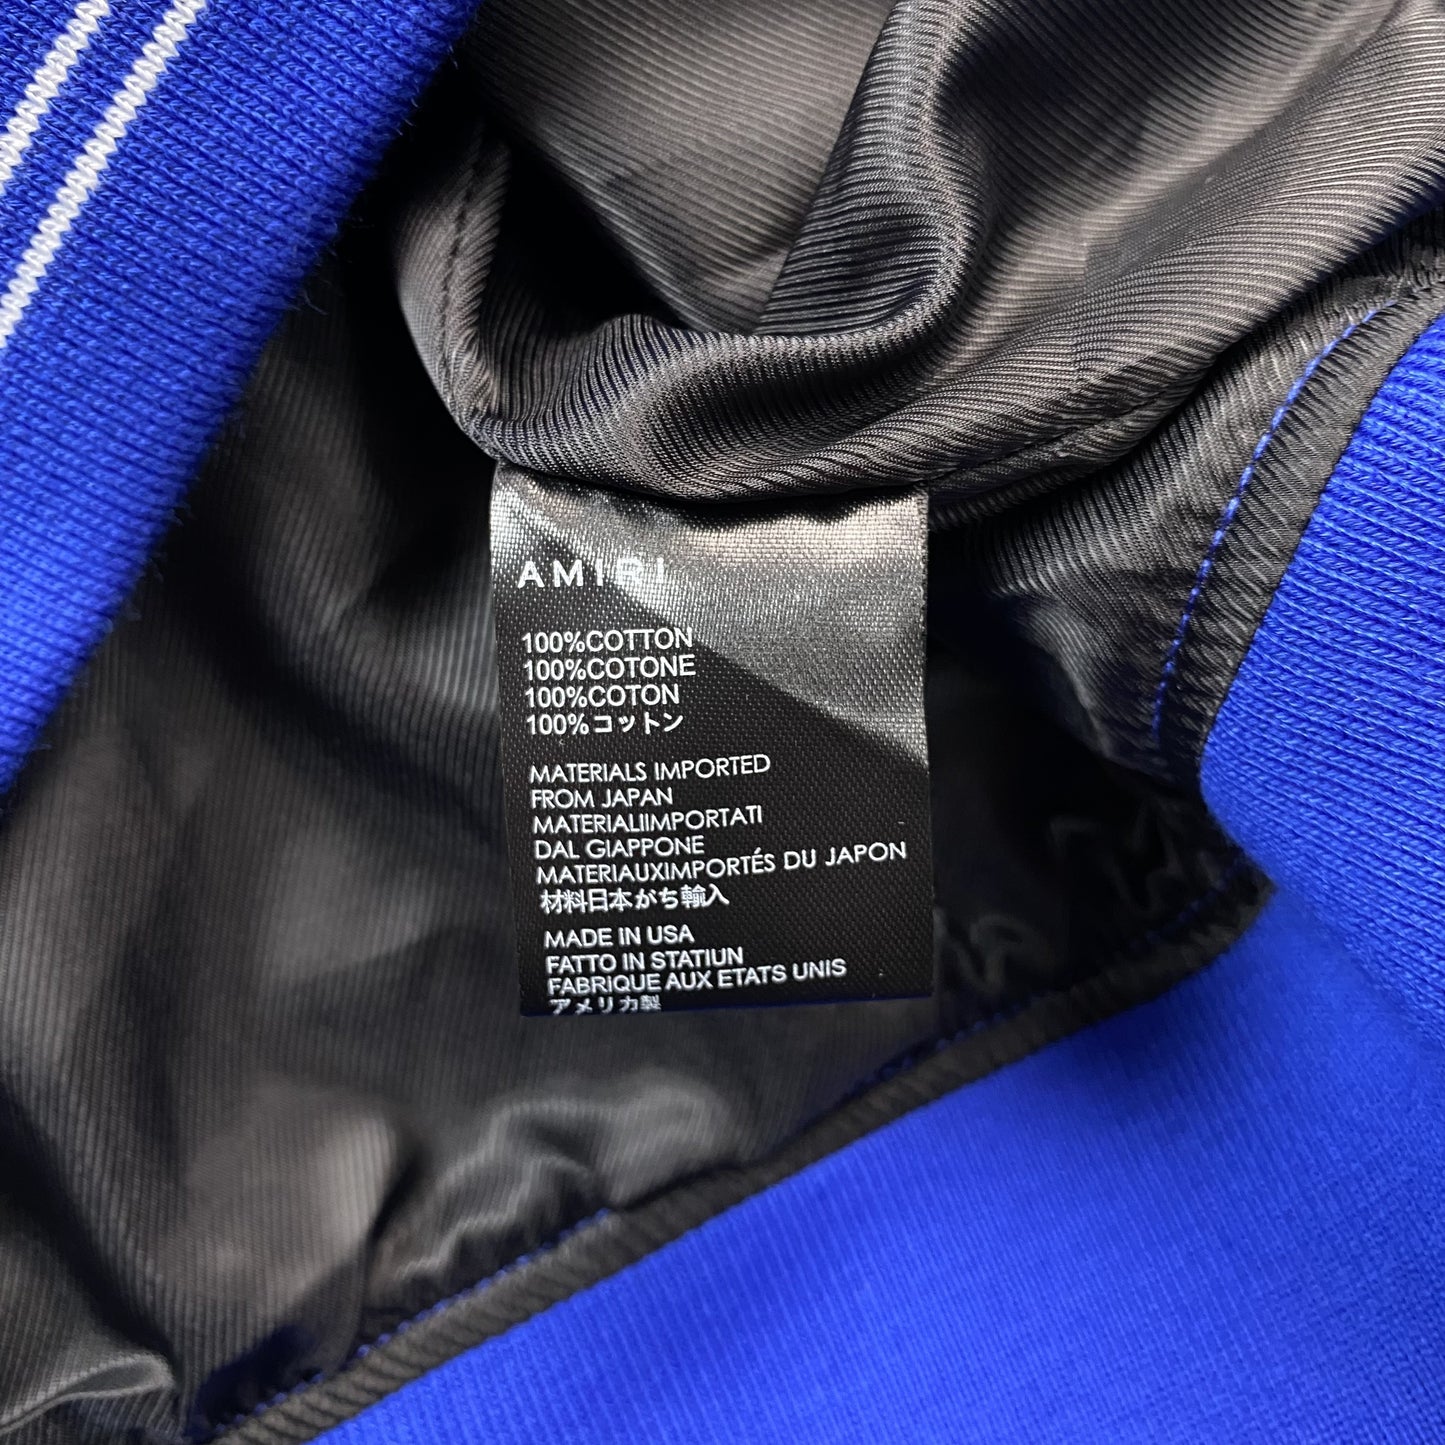 AMIRI
100%COTTON
100%COTONE
100%COTON
100%コットン
MATERIALS IMPORTED
FROM JAPAN
MATERIALIIMPORTATI
DAL GIAPPONE
MATERIAUXIMPORTÉS DU JAPON
材料日本がち輸入
MADE IN USA
FATTO IN STATIUN
FABRIQUE AUX ETATS UNIS
アメリカ製